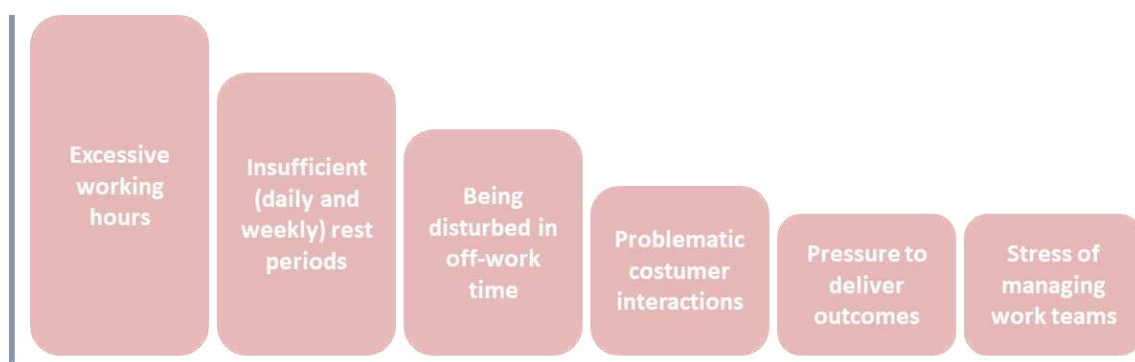 Excessive
working
hours
Insufficient
(daily and
weekly) rest
periods
Being
disturbed in
off-work
time
Problematic
costumer
interactions
Pressure to
deliver
outcomes
Stress of
managing
work teams